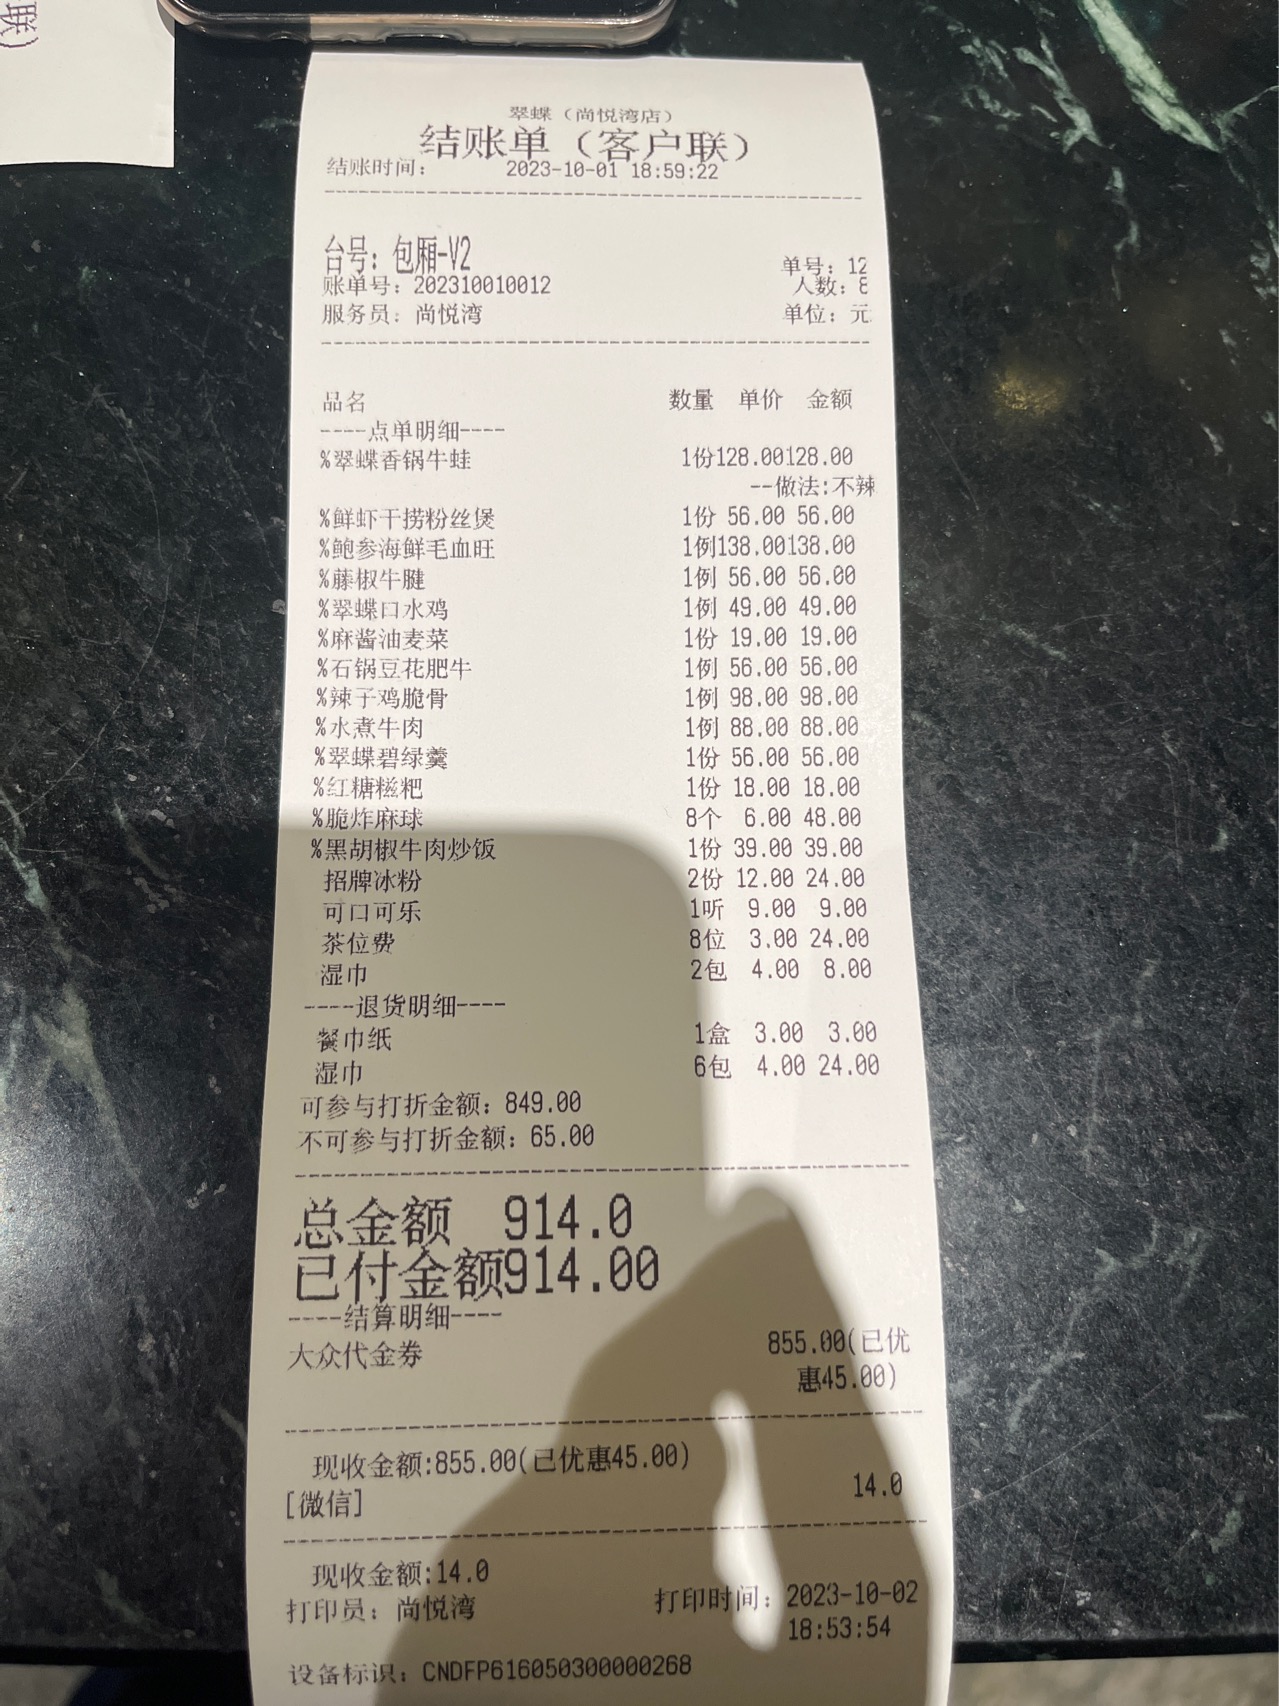 联）
翠蝶（尚悦湾店）
结账单（客户联）
结账时间： 2023-10-01 18:59:22
台号：包厢-V2
单号：12
账单号：202310010012 人数：8
服务员：尚悦湾 单位：元
品名 数量 单价 金额
----点单明细----
%翠蝶香锅牛蛙 1份128.00128.00
--做法:不辣
%鲜虾干捞粉丝煲 1份 56.00 56.00
%鲍参海鲜毛血旺 1例138.00138.00
%藤椒牛腱 1例 56.00 56.00
%翠蝶口水鸡 1例 49.00 49.00
%麻酱油麦菜 1份 19.00 19.00
%石锅豆花肥牛 1例 56.00 56.00
%辣子鸡脆骨 1例 98.00 98.00
%水煮牛肉 1例 88.00 88.00
%翠蝶碧绿羹 1份 56.00 56.00
%红糖糍粑 1份 18.00 18.00
%脆炸麻球 8个 6.00 48.00
%黑胡椒牛肉炒饭 1份 39.00 39.00
招牌冰粉 2份 12.00 24.00
可口可乐 1听 9.00 9.00
茶位费 8位 3.00 24.00
湿巾 2包 4.00 8.00
----退货明细----
餐巾纸 1盒 3.00 3.00
湿巾 6包 4.00 24.00
可参与打折金额：849.00
不可参与打折金额：65.00
总金额 914.0
已付金额914.00
----结算明细----
大众代金券 855.00(已优
惠45.00)
现收金额:855.00(已优惠45.00)
[微信] 14.0
现收金额:14.0
打印员：尚悦湾 打印时间：2023-10-02
18:53:54
设备标识：CNDFP616050300000268